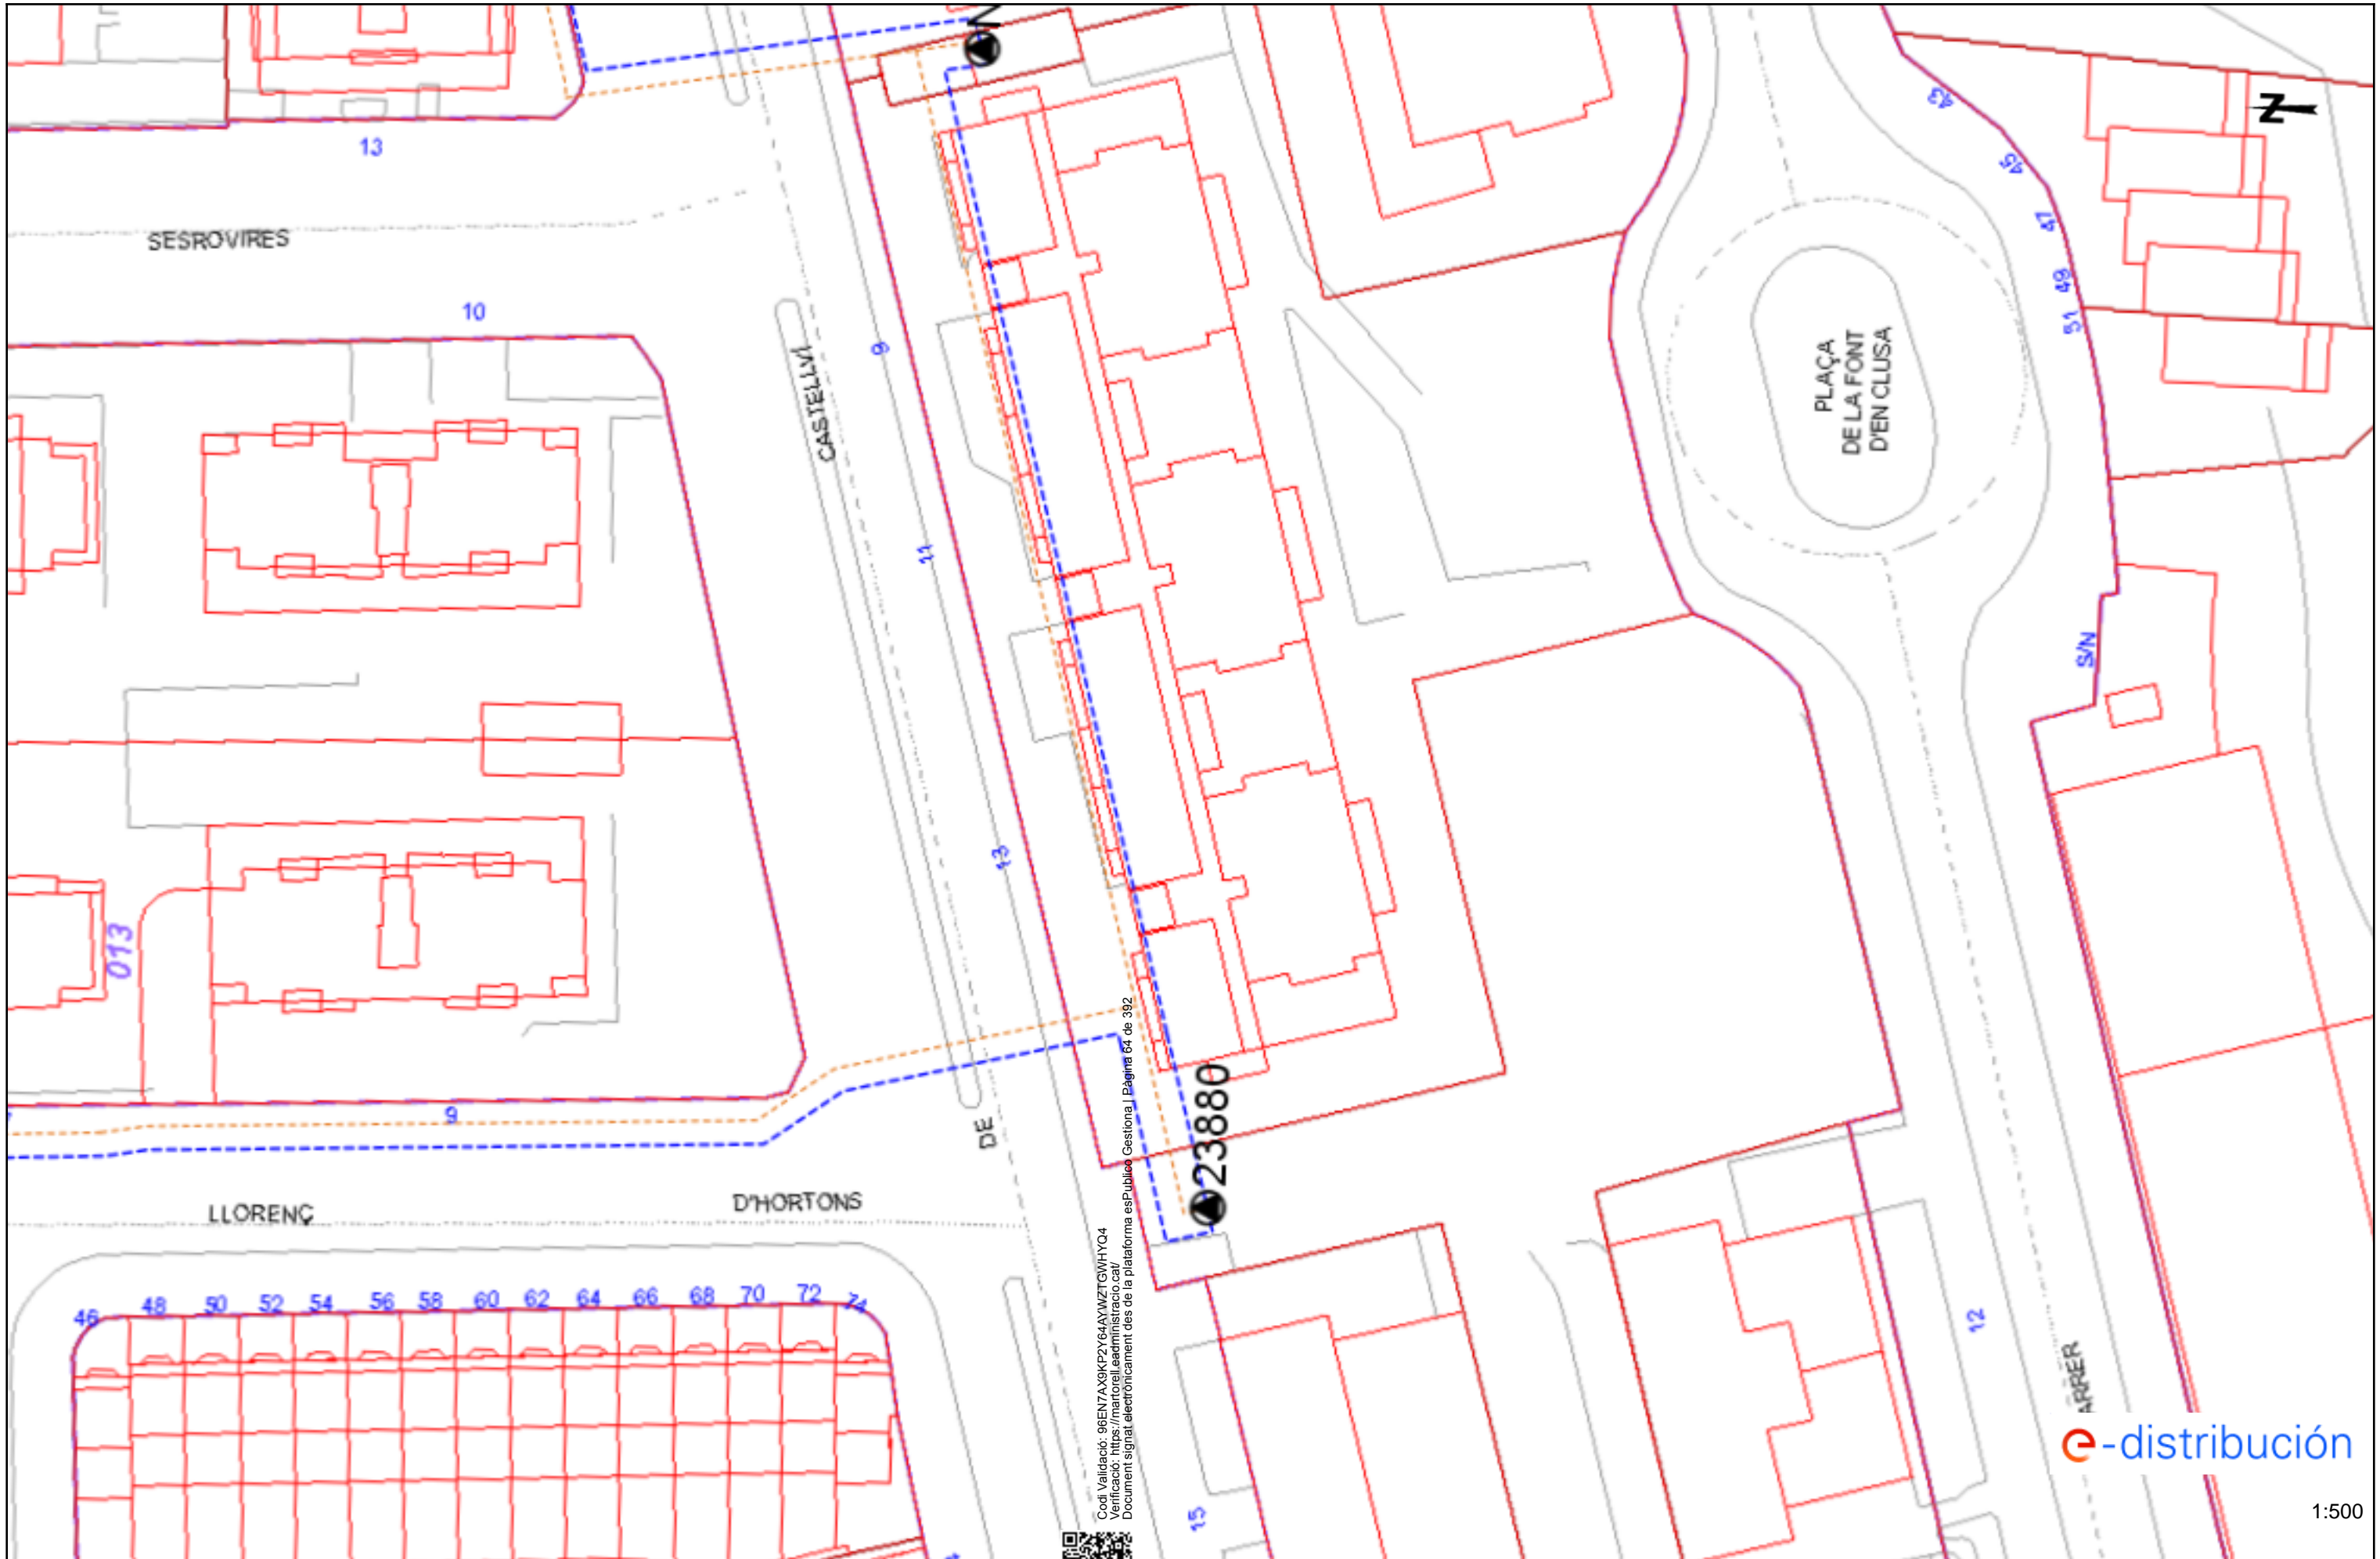 13
SESROVIRES
10
CASTELLVÍ
9
11
13
43
45
47
49
51
N
PLAÇA
DE LA FONT
D'EN CLUSA
S/N
013
9
DE
23880
LLORENÇ
D'HORTONS
46
48
50
52
54
56
58
60
62
64
66
68
70
72
74
12
15
ARRER
Codi Validació: 96EN7AX9KP2Y64AYWZTGWHYQ4
Verificació: https://martorell.eadministracio.cat/
Document signat electrònicament des de la plataforma esPublico Gestiona | Pàgina 64 de 392
e-distribución
1:500